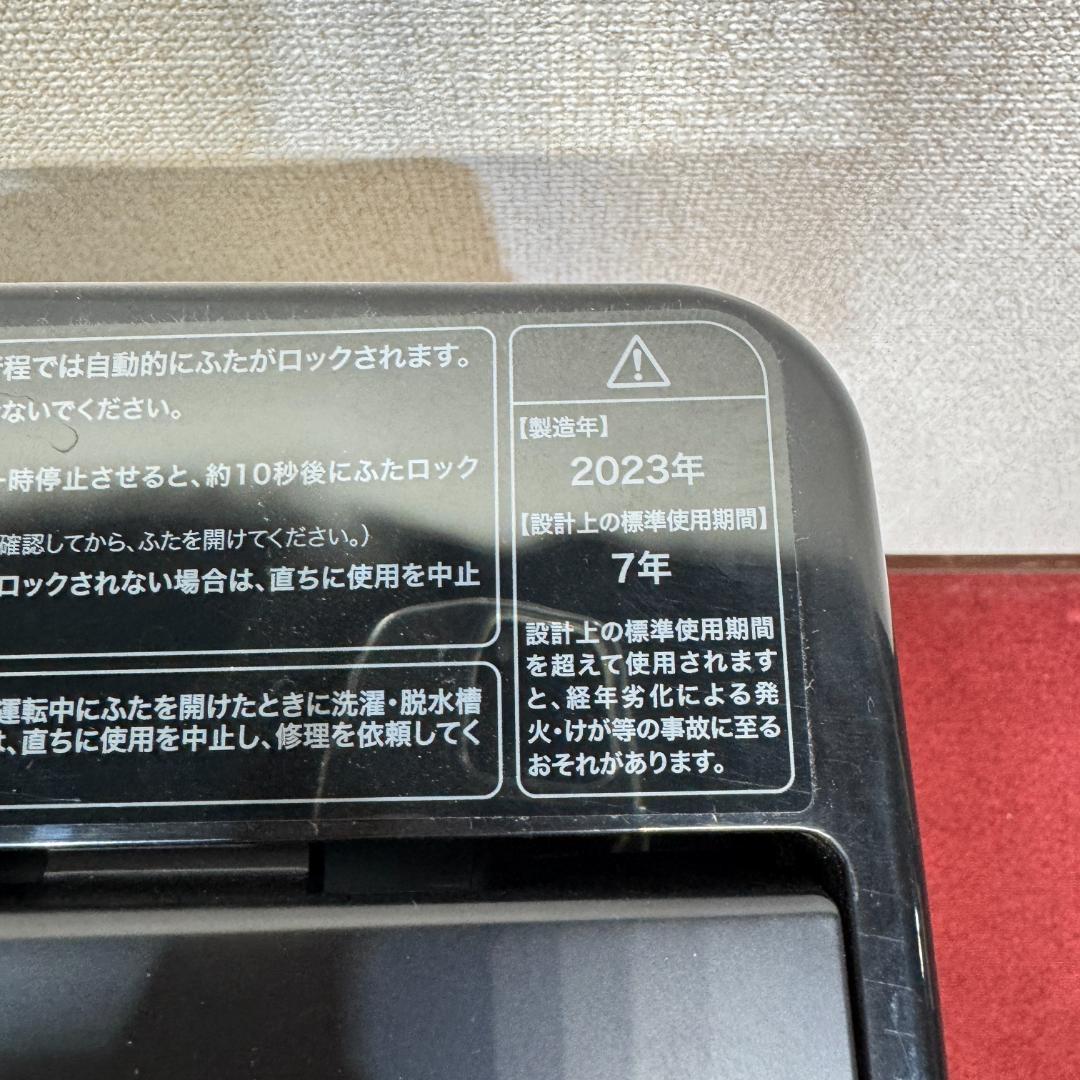 程では自動的にふたがロックされます。
ないでください。
一時停止させると、約10秒後にふたロック
確認してから、ふたを開けてください。）
ロックされない場合は、直ちに使用を中止
運転中にふたを開けたときに洗濯・脱水槽
、直ちに使用を中止し、修理を依頼してく
【製造年】
2023年
【設計上の標準使用期間】
7年
設計上の標準使用期間
を超えて使用されます
と、経年劣化による発
火・けが等の事故に至る
おそれがあります。